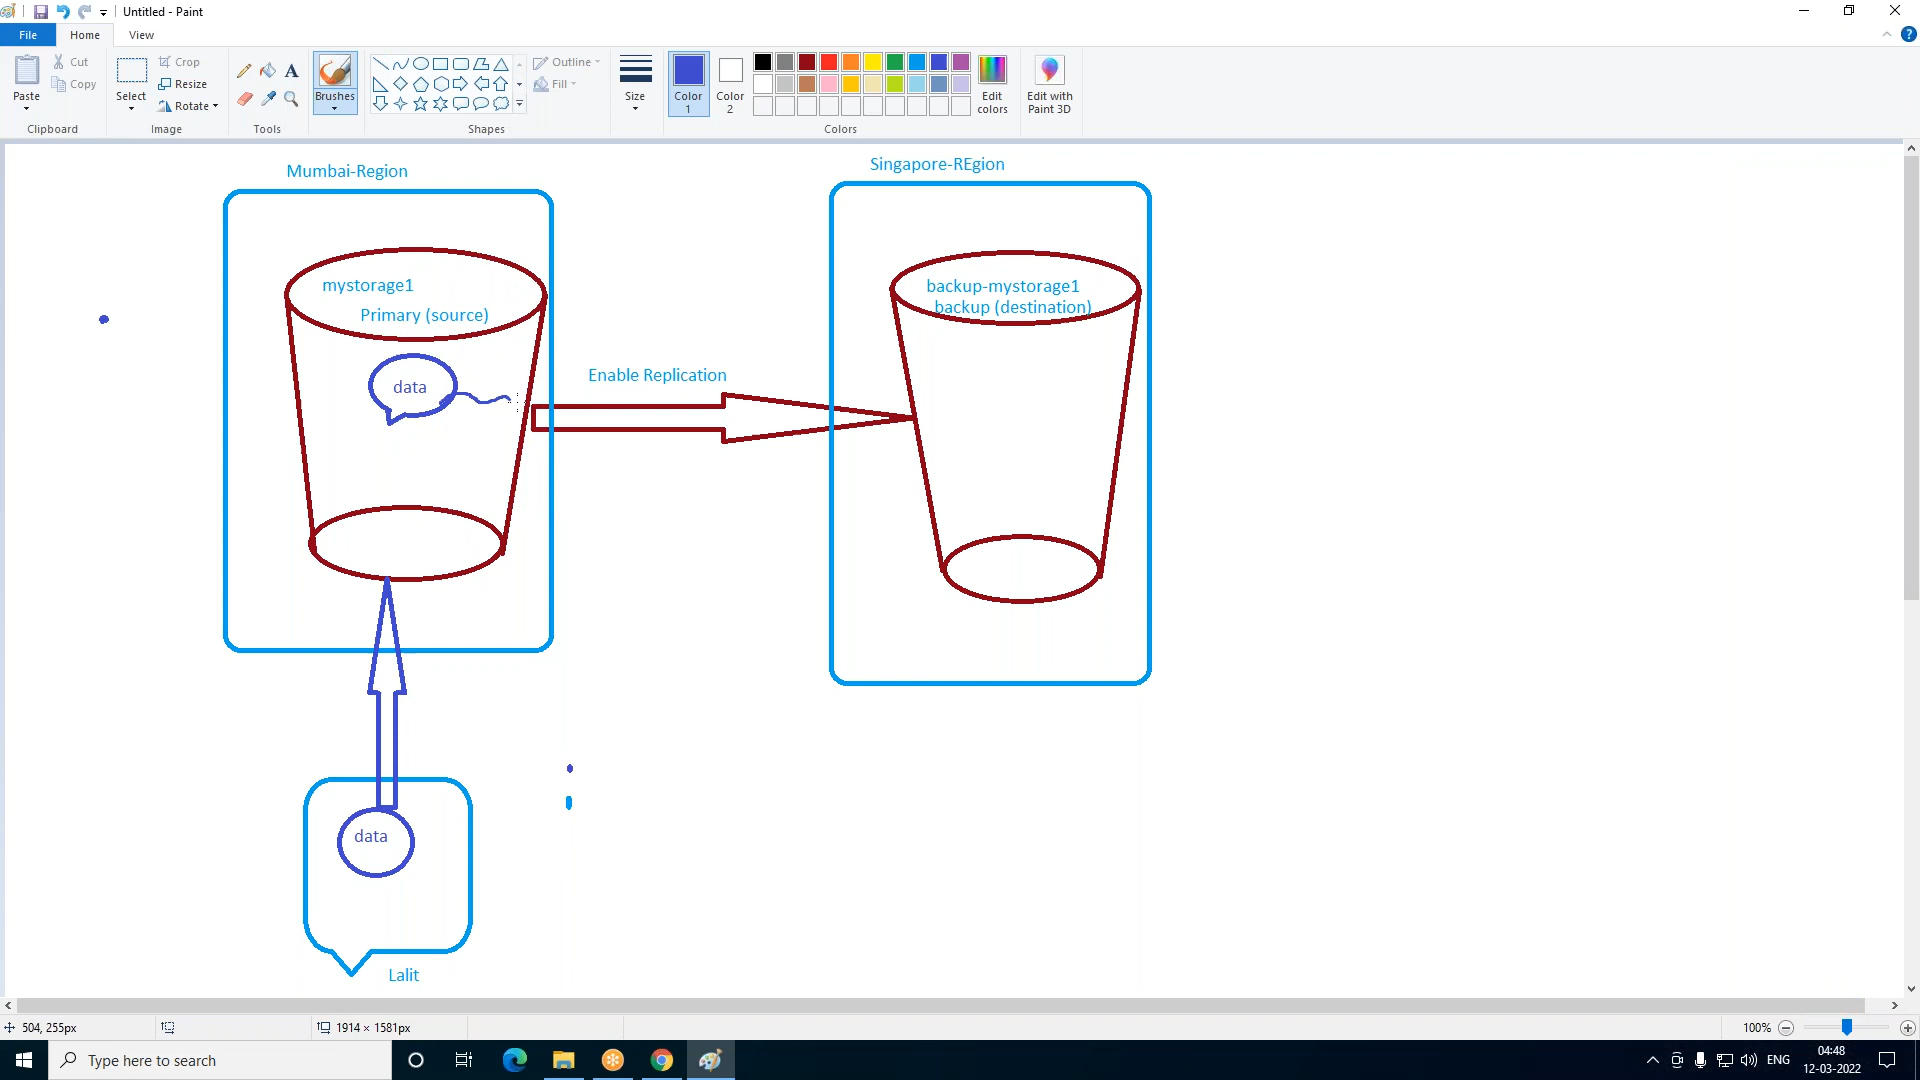 Untitled - Paint
File
Home
View
Paste
Cut
Copy
Clipboard
Select
Crop
Resize
Rotate
Image
Tools
Brushes
Shapes
Outline
Fill
Size
Color 1
Color 2
Edit colors
Colors
Edit with Paint 3D
Mumbai-Region
Singapore-REgion
mystorage1
Primary (source)
backup-mystorage1
backup (destination)
data
Enable Replication
data
Lalit
504, 255px
1914 × 1581px
100%
Type here to search
ENG
04:48
12-03-2022